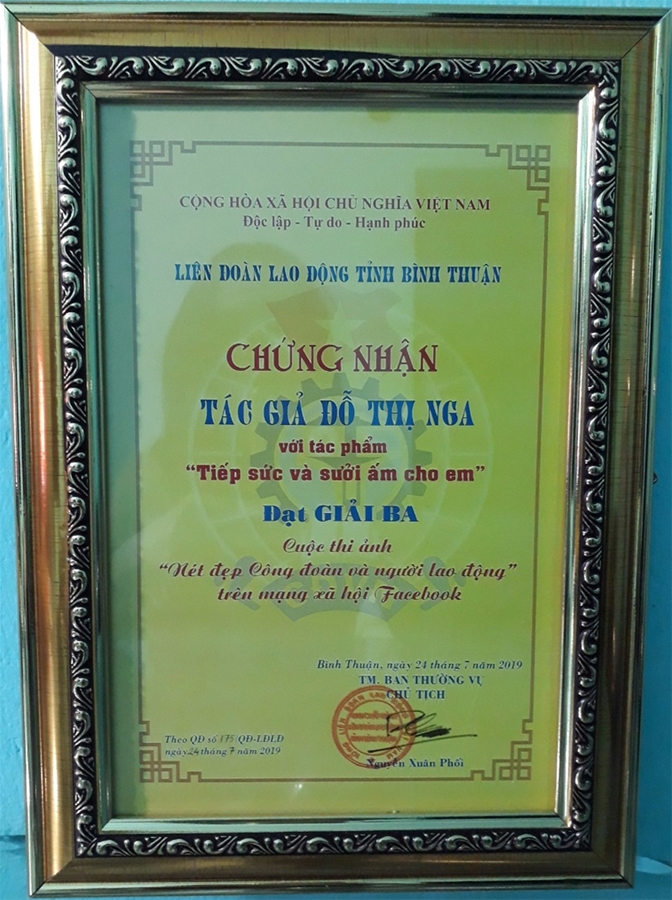 CỘNG HÒA XÃ HỘI CHỦ NGHĨA VIỆT NAM
Độc lập - Tự do - Hạnh phúc
LIÊN ĐOÀN LAO ĐỘNG TỈNH BÌNH THUẬN
CHỨNG NHẬN
TÁC GIẢ ĐỖ THỊ NGA
với tác phẩm
“Tiếp sức và sưởi ấm cho em”
Đạt GIẢI BA
Cuộc thi ảnh
“Nét đẹp Công đoàn và người lao động”
trên mạng xã hội Facebook
Bình Thuận, ngày 24 tháng 7 năm 2019
TM. BAN THƯỜNG VỤ
CHỦ TỊCH
Theo QĐ số /QĐ-LĐLĐ
ngày 24 tháng 7 năm 2019
Nguyễn Xuân Phối